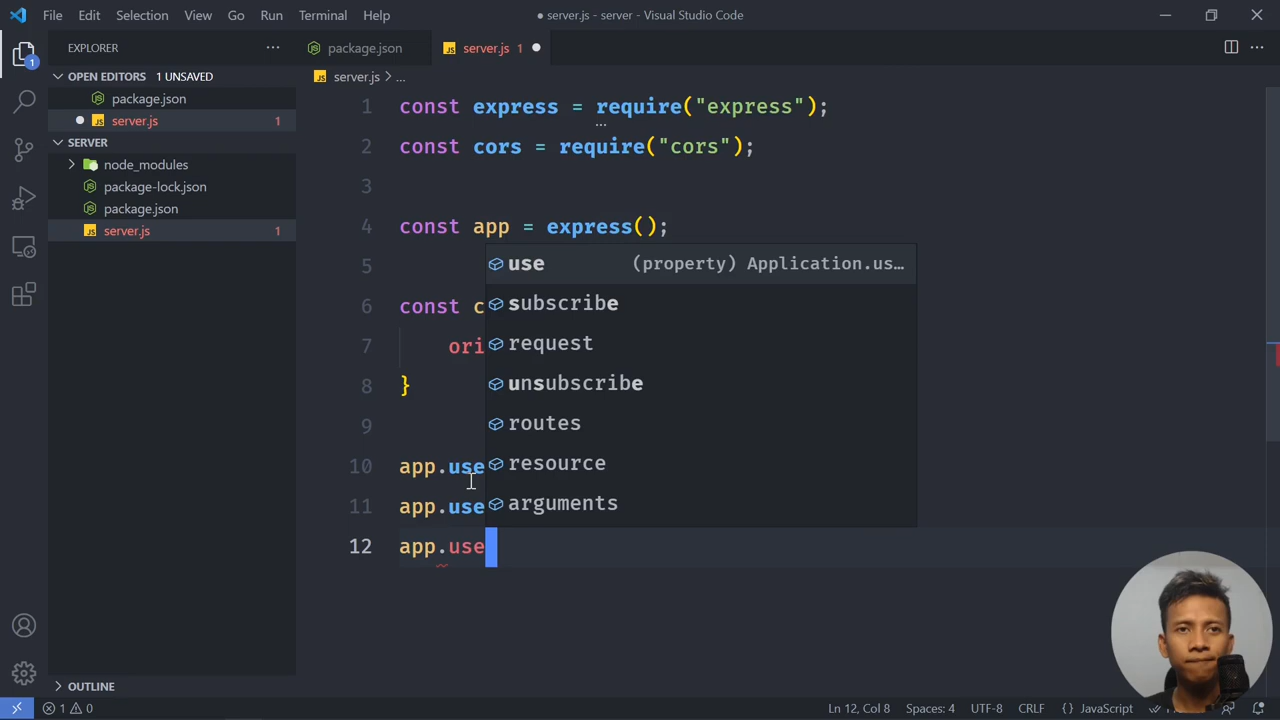 File Edit Selection View Go Run Terminal Help
● server.js - server - Visual Studio Code
EXPLORER
OPEN EDITORS 1 UNSAVED
package.json
server.js 1
SERVER
node_modules
package-lock.json
package.json
server.js 1
OUTLINE
1
package.json
server.js 1
server.js > ...
1 const express = require("express");
2 const cors = require("cors");
3
4 const app = express();
5
6 const c
7 ori
8 }
9
10 app.use
11 app.use
12 app.use
use (property) Application.us…
subscribe
request
unsubscribe
routes
resource
arguments
1 0
Ln 12, Col 8 Spaces: 4 UTF-8 CRLF {} JavaScript